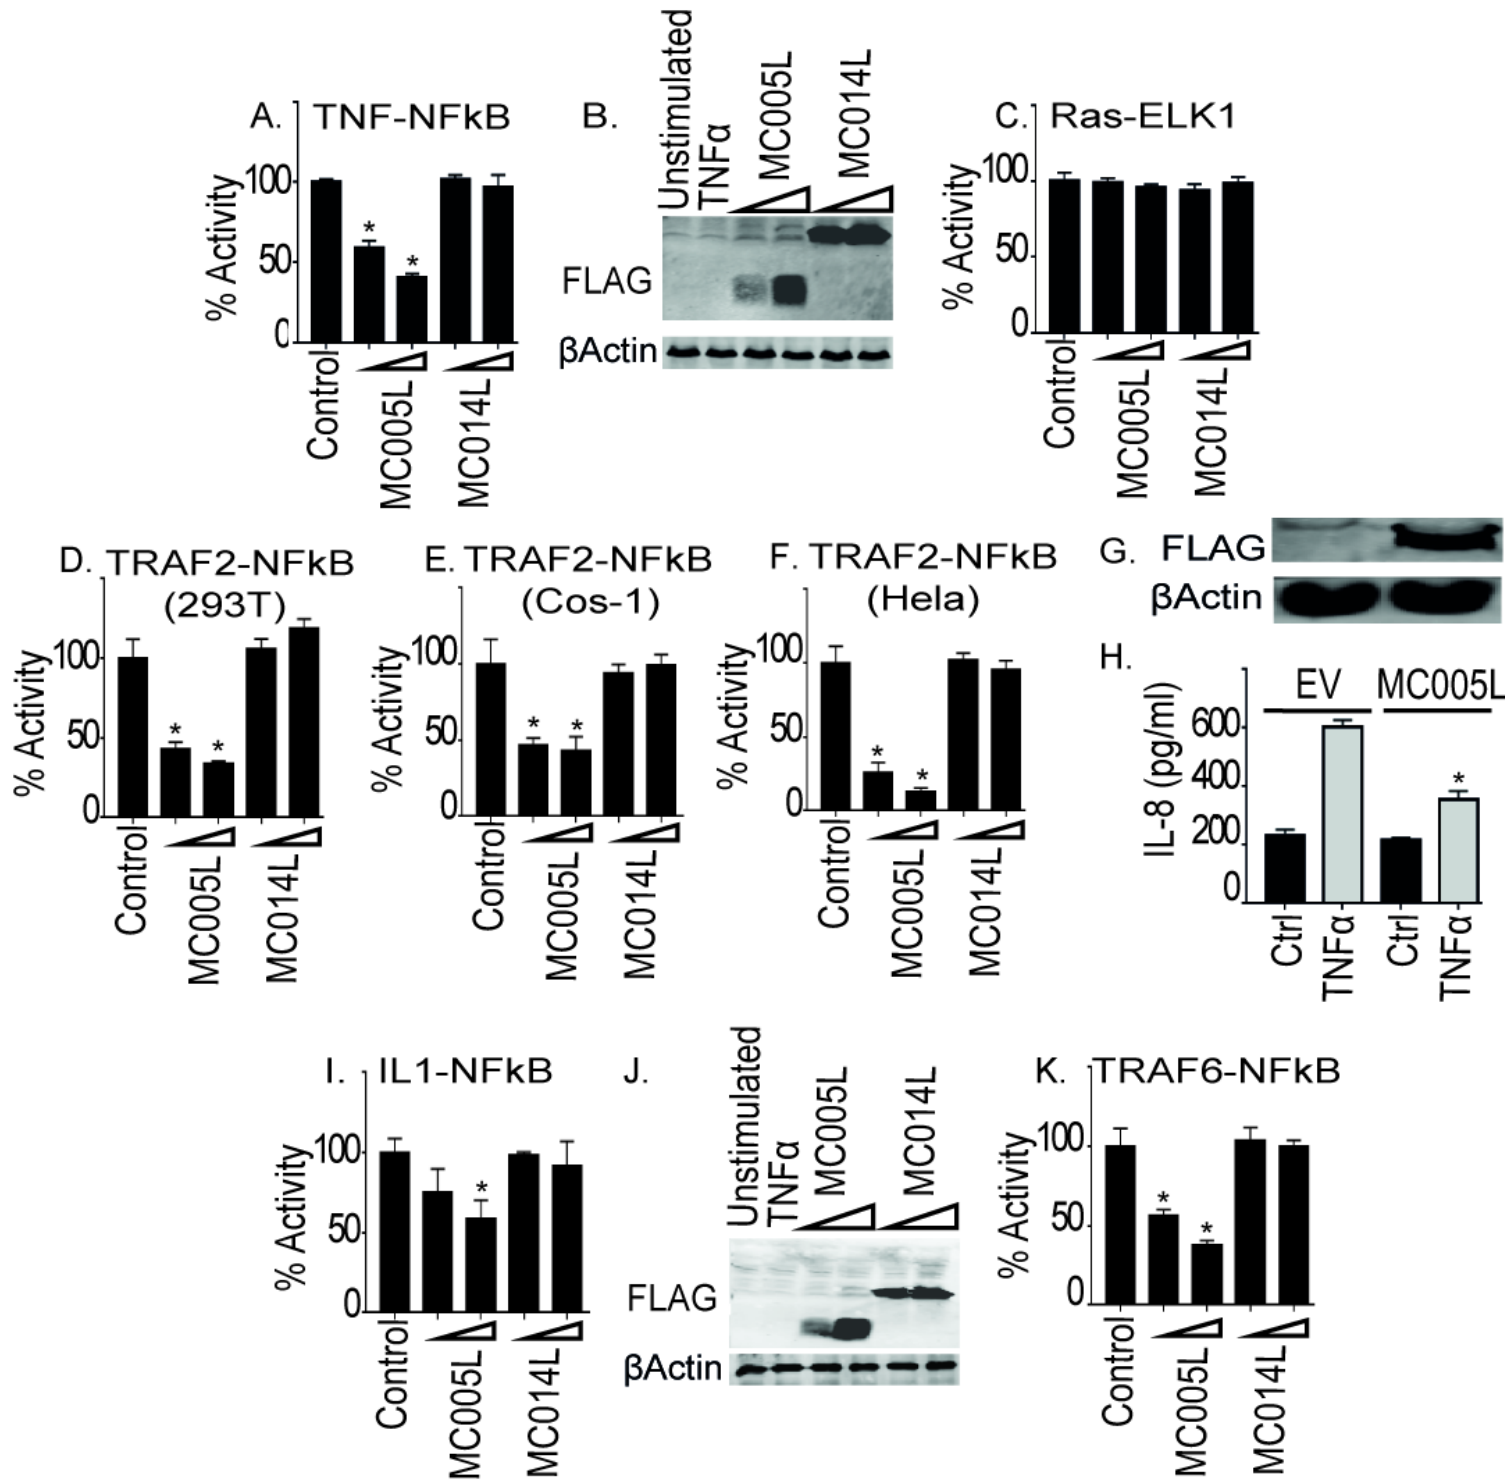 A. TNF-NFkB
% Activity
100
50
0
*
*
Control
MC005L
MC014L
B.
Unstimulated
TNFα
MC005L
MC014L
FLAG
βActin
C. Ras-ELK1
% Activity
100
50
0
Control
MC005L
MC014L
D. TRAF2-NFkB
(293T)
% Activity
100
50
0
*
*
Control
MC005L
MC014L
E. TRAF2-NFkB
(Cos-1)
% Activity
100
50
0
*
*
Control
MC005L
MC014L
F. TRAF2-NFkB
(Hela)
% Activity
100
50
0
*
*
Control
MC005L
MC014L
G. FLAG
βActin
H.
EV MC005L
IL-8 (pg/ml)
600
400
200
0
*
Ctrl
TNFα
Ctrl
TNFα
I. IL1-NFkB
% Activity
100
50
0
*
Control
MC005L
MC014L
J.
Unstimulated
TNFα
MC005L
MC014L
FLAG
βActin
K. TRAF6-NFkB
% Activity
100
50
0
*
*
Control
MC005L
MC014L